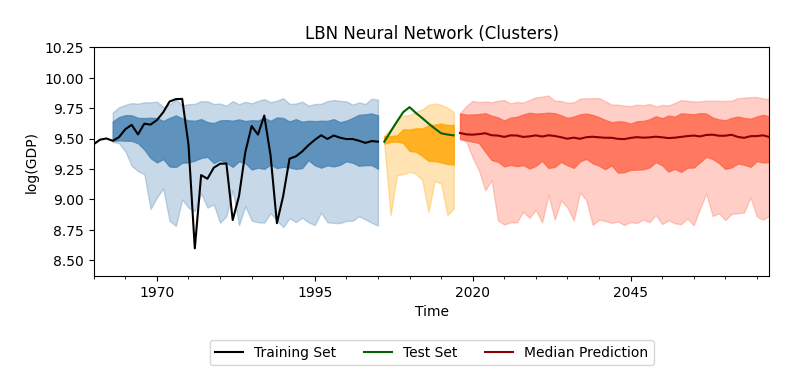 LBN Neural Network (Clusters)
10.25
10.00
9.75
9.50
9.25
9.00
8.75
8.50
log(GDP)
1970
1995
2020
2045
Time
Training Set
Test Set
Median Prediction